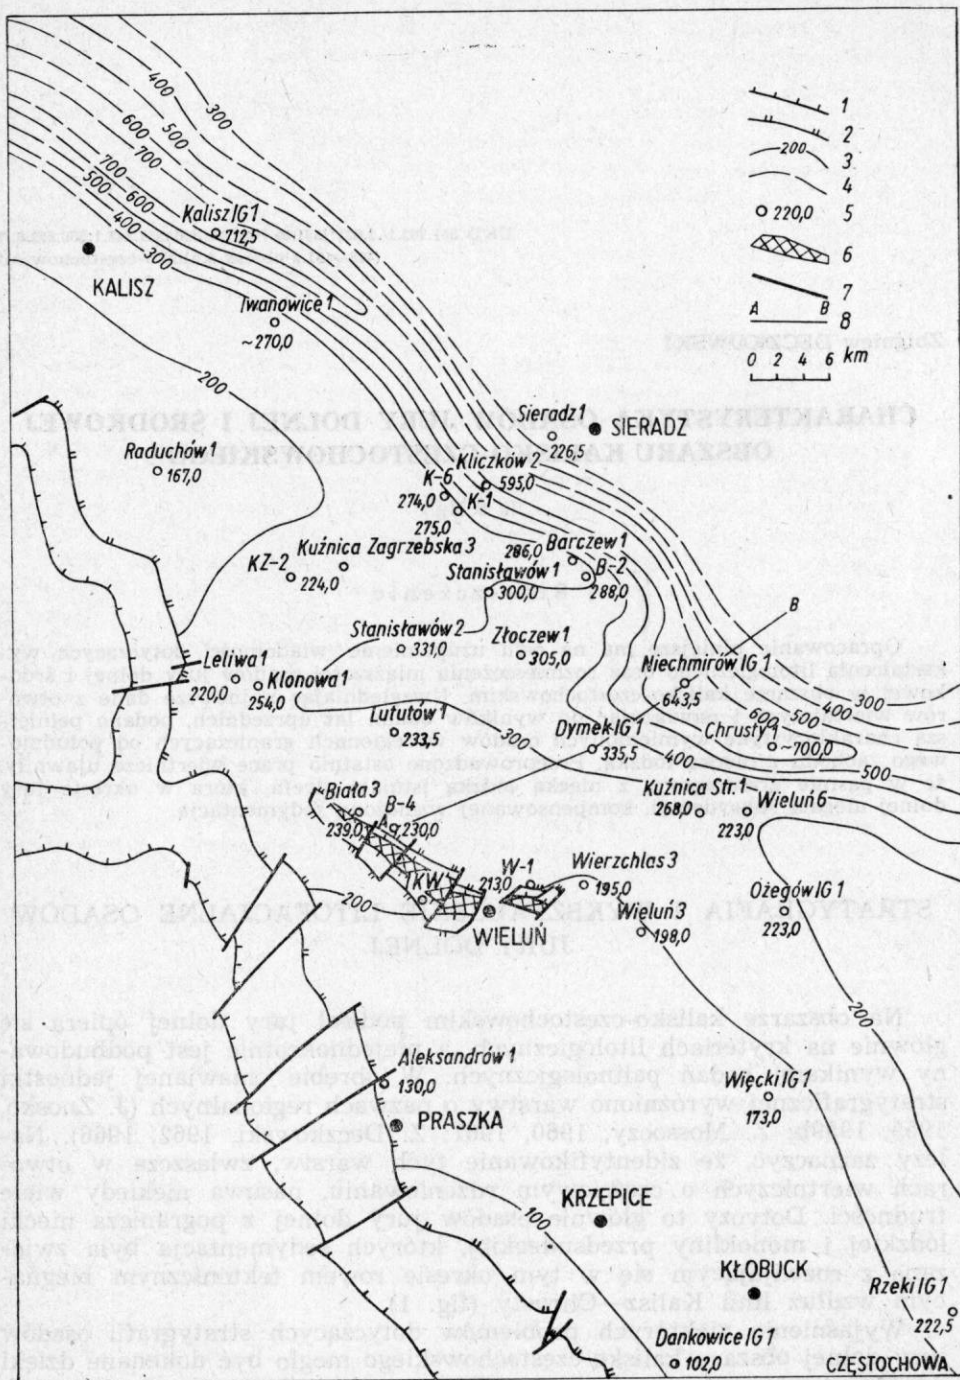 400
300
600
500
700
700
600
500
400
300
Kalisz IG 1
712,5
KALISZ
Iwanowice 1
~270,0
200
1
2
200
3
4
220,0
5
6
7
A B
8
0 2 4 6 km
Sieradz 1
SIERADZ
226,5
Raduchów 1
167,0
Kliczków 2
595,0
K-6
274,0
K-1
275,0
Kuźnica Zagrzebska 3
KZ-2
224,0
Barczew 1
286,0
B-2
288,0
Stanisławów 1
300,0
Stanisławów 2
331,0
Złoczew 1
305,0
B
Niechmirów IG 1
643,5
Leliwa 1
220,0
Klonowa 1
254,0
Lututów 1
233,5
300
Dymek IG 1
335,5
Chrusty
~700,0
600
500
400
300
400
500
Kuźnica Str. 1
268,0
Wieluń 6
223,0
Biała 3
239,0
B-4
230,0
A
KW
200
W-1
213,0
Wierzchlas 3
195,0
WIELUŃ
Wieluń 3
198,0
Ożegów IG 1
223,0
200
Aleksandrów 1
130,0
PRASZKA
Więcki IG 1
173,0
KRZEPICE
100
KŁOBUCK
Rzeki IG 1
222,5
Dankowice IG 1
102,0
CZĘSTOCHOWA